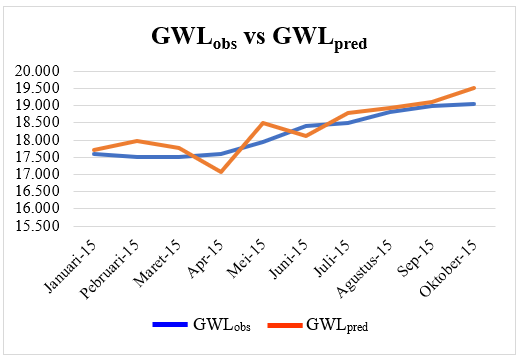 GWLobs vs GWLpred
20.000
19.500
19.000
18.500
18.000
17.500
17.000
16.500
16.000
15.500
Januari-15
Pebruari-15
Maret-15
Apr-15
Mei-15
Juni-15
Juli-15
Agustus-15
Sep-15
Oktober-15
GWLobs
GWLpred